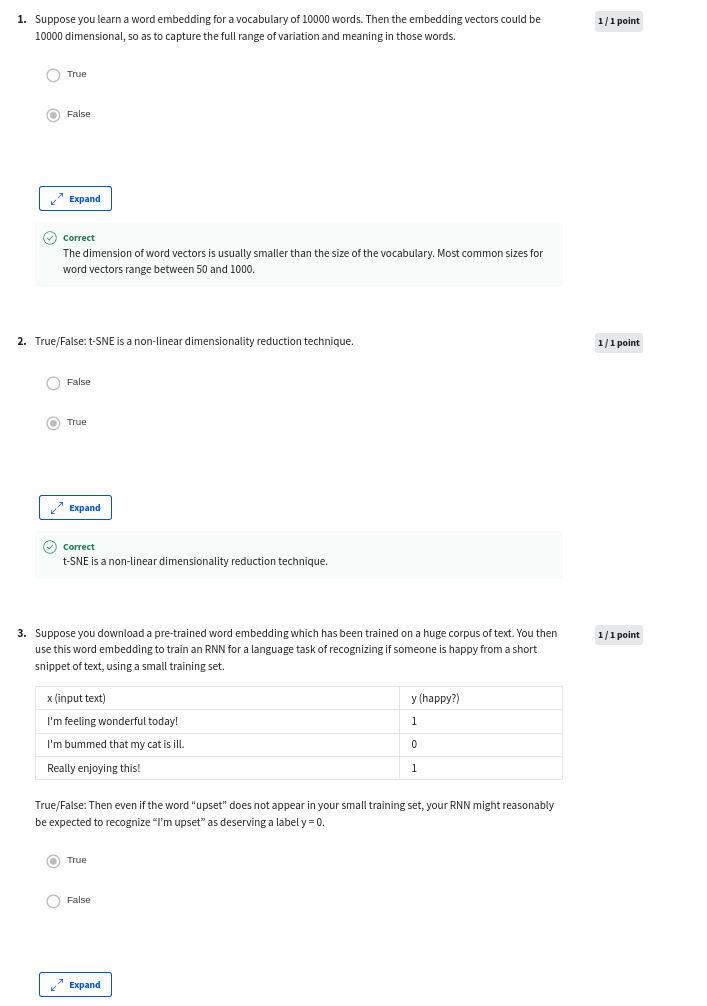 1. Suppose you learn a word embedding for a vocabulary of 10000 words. Then the embedding vectors could be
1 / 1 point
10000 dimensional, so as to capture the full range of variation and meaning in those words.
True
False
Expand
Correct
The dimension of word vectors is usually smaller than the size of the vocabulary. Most common sizes for
word vectors range between 50 and 1000.
2. True/False: t-SNE is a non-linear dimensionality reduction technique.
1 / 1 point
False
True
Expand
Correct
t-SNE is a non-linear dimensionality reduction technique.
3. Suppose you download a pre-trained word embedding which has been trained on a huge corpus of text. You then
1 / 1 point
use this word embedding to train an RNN for a language task of recognizing if someone is happy from a short
snippet of text, using a small training set.
x (input text) y (happy?)
I'm feeling wonderful today! 1
I'm bummed that my cat is ill. 0
Really enjoying this! 1
True/False: Then even if the word “upset” does not appear in your small training set, your RNN might reasonably
be expected to recognize “I’m upset” as deserving a label y = 0.
True
False
Expand